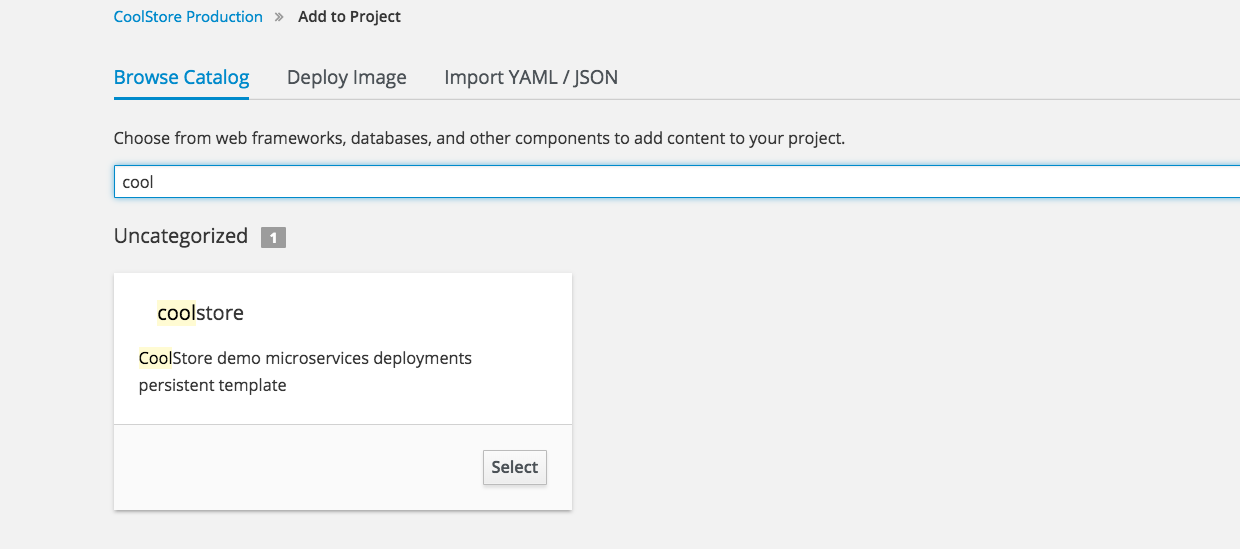 CoolStore Production » Add to Project
Browse Catalog Deploy Image Import YAML / JSON
Choose from web frameworks, databases, and other components to add content to your project.
cool
Uncategorized 1
coolstore
CoolStore demo microservices deployments
persistent template
Select